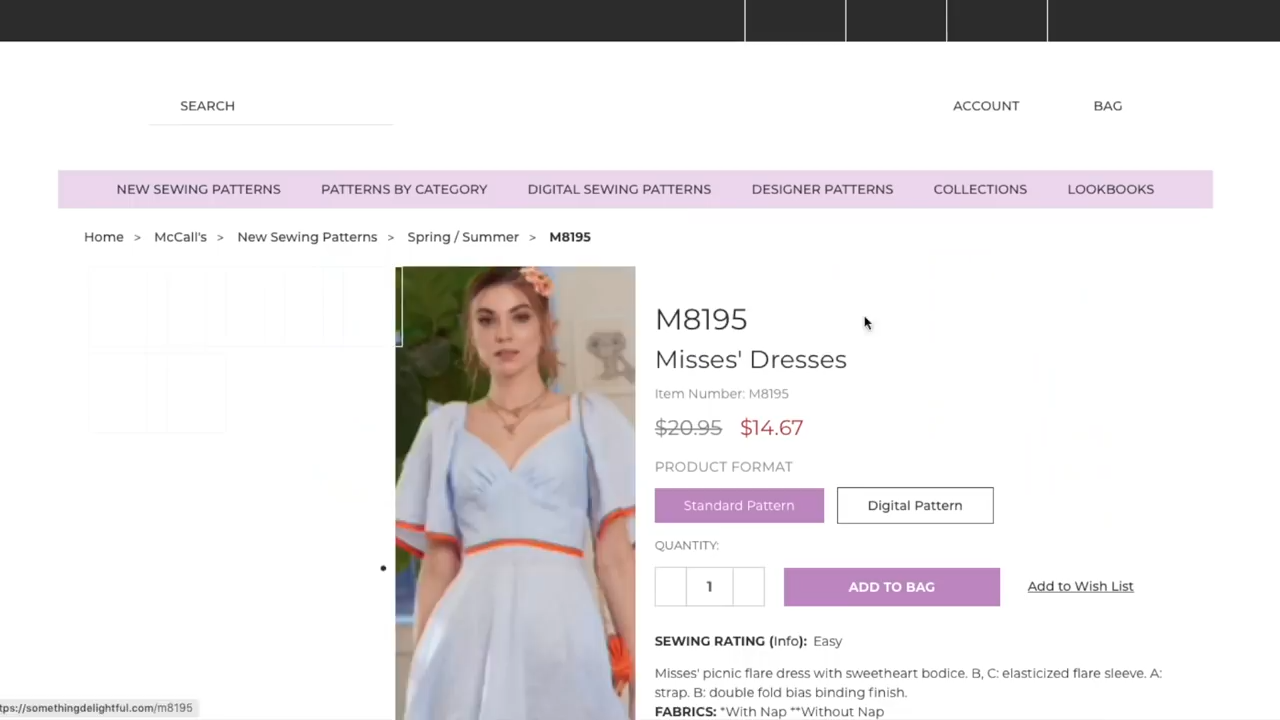 SEARCH
ACCOUNT
BAG
NEW SEWING PATTERNS PATTERNS BY CATEGORY DIGITAL SEWING PATTERNS DESIGNER PATTERNS COLLECTIONS LOOKBOOKS
Home > McCall's > New Sewing Patterns > Spring / Summer > M8195
M8195
Misses' Dresses
Item Number: M8195
$20.95 $14.67
PRODUCT FORMAT
Standard Pattern Digital Pattern
QUANTITY:
1 ADD TO BAG Add to Wish List
SEWING RATING (Info): Easy
Misses' picnic flare dress with sweetheart bodice. B, C: elasticized flare sleeve. A:
strap. B: double fold bias binding finish.
FABRICS: *With Nap **Without Nap
tps://somethingdelightful.com/m8195